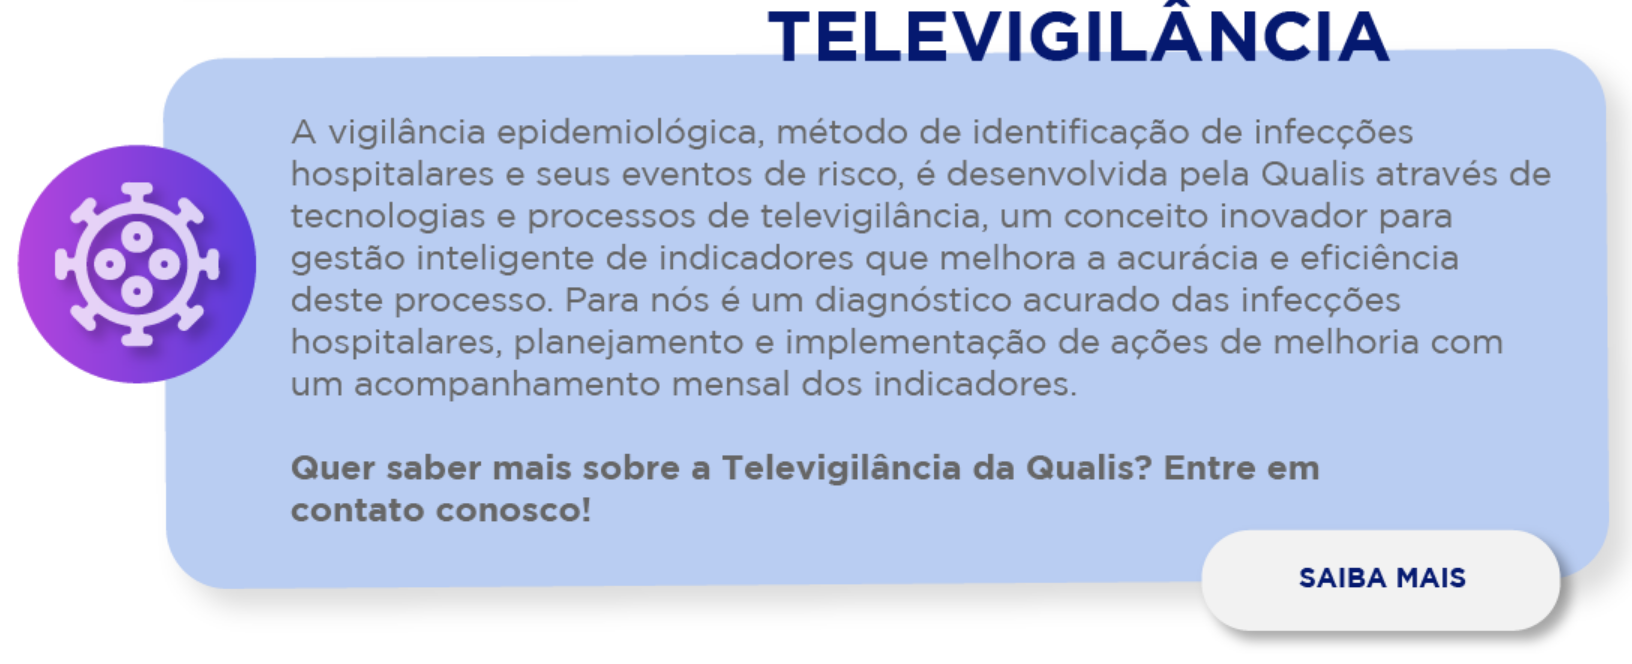 TELEVIGILÂNCIA
A vigilância epidemiológica, método de identificação de infecções
hospitalares e seus eventos de risco, é desenvolvida pela Qualis através de
tecnologias e processos de televigilância, um conceito inovador para
gestão inteligente de indicadores que melhora a acurácia e eficiência
deste processo. Para nós é um diagnóstico acurado das infecções
hospitalares, planejamento e implementação de ações de melhoria com
um acompanhamento mensal dos indicadores.
Quer saber mais sobre a Televigilância da Qualis? Entre em
contato conosco!
SAIBA MAIS